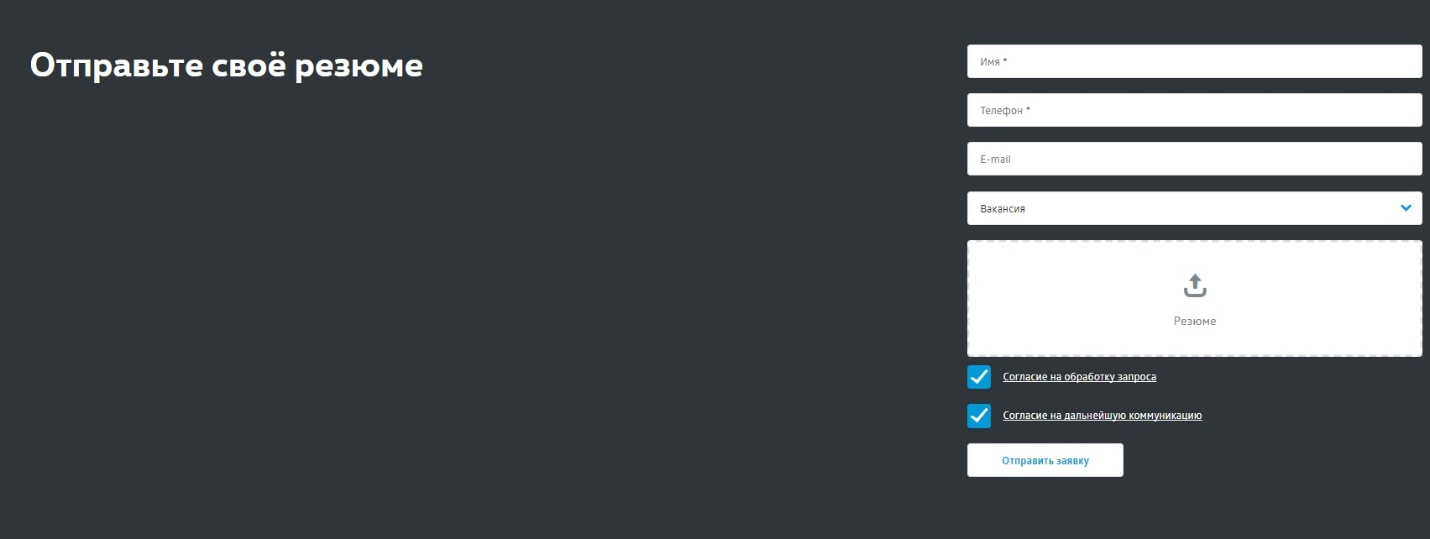 Отправьте своё резюме
Имя *
Телефон *
E-mail
Вакансия
Резюме
Согласие на обработку запроса
Согласие на дальнейшую коммуникацию
Отправить заявку